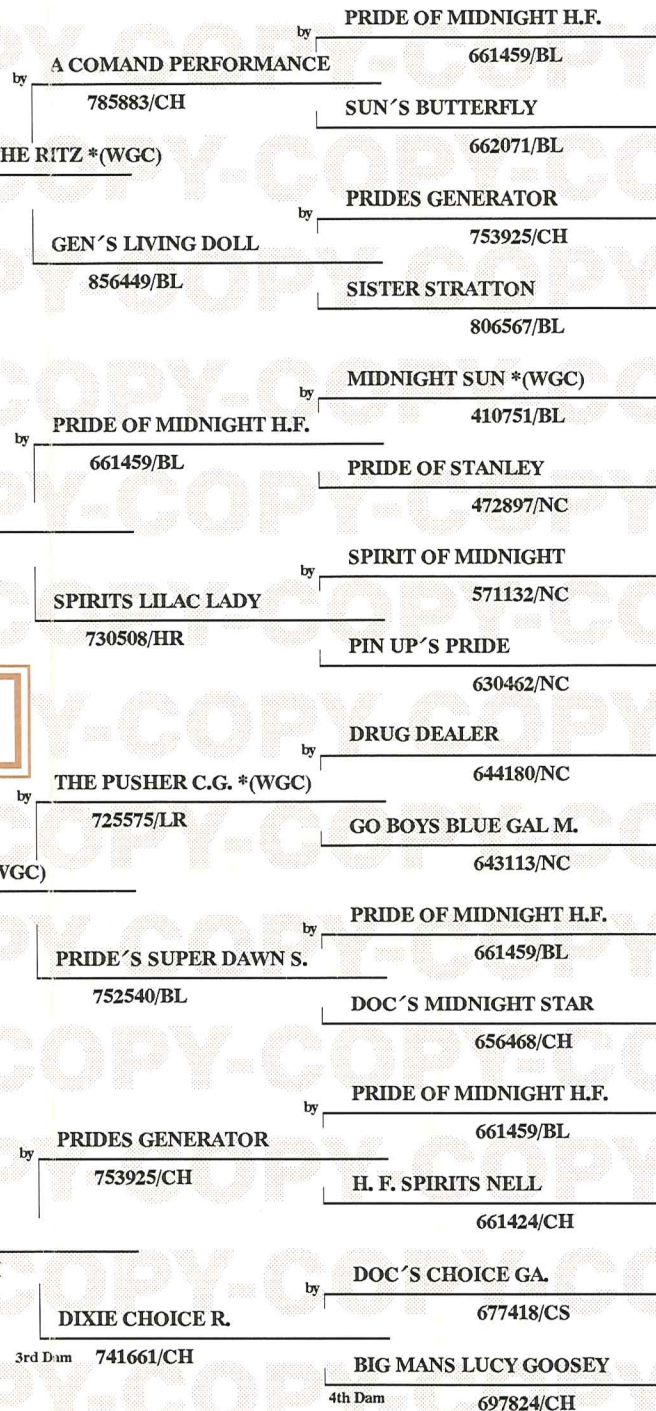 by PRIDE OF MIDNIGHT H.F.
661459/BL
by A COMAND PERFORMANCE
785883/CH
SUN´S BUTTERFLY
662071/BL
HE RITZ *(WGC)
by PRIDES GENERATOR
753925/CH
GEN´S LIVING DOLL
856449/BL
SISTER STRATTON
806567/BL
by MIDNIGHT SUN *(WGC)
410751/BL
by PRIDE OF MIDNIGHT H.F.
661459/BL
PRIDE OF STANLEY
472897/NC
by SPIRIT OF MIDNIGHT
571132/NC
SPIRITS LILAC LADY
730508/HR
PIN UP´S PRIDE
630462/NC
by DRUG DEALER
644180/NC
by THE PUSHER C.G. *(WGC)
725575/LR
GO BOYS BLUE GAL M.
643113/NC
WGC)
by PRIDE OF MIDNIGHT H.F.
661459/BL
PRIDE´S SUPER DAWN S.
752540/BL
DOC´S MIDNIGHT STAR
656468/CH
by PRIDE OF MIDNIGHT H.F.
661459/BL
by PRIDES GENERATOR
753925/CH
H. F. SPIRITS NELL
661424/CH
by DOC´S CHOICE GA.
677418/CS
DIXIE CHOICE R.
3rd Dam 741661/CH
BIG MANS LUCY GOOSEY
4th Dam 697824/CH